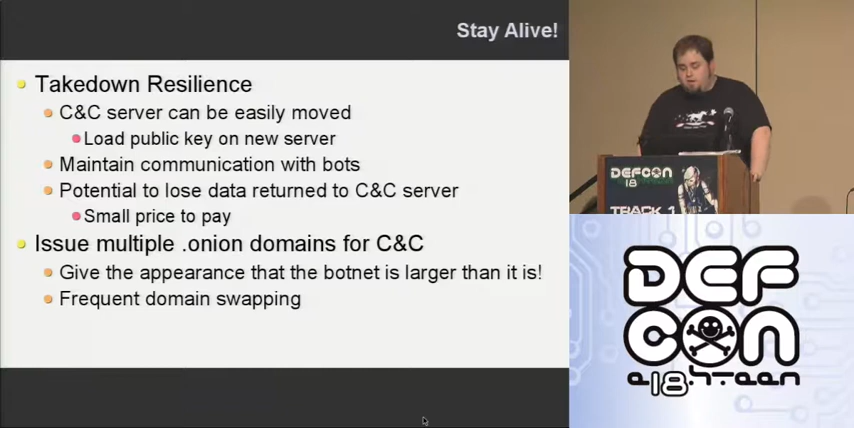 Stay Alive!
Takedown Resilience
C&C server can be easily moved
Load public key on new server
Maintain communication with bots
Potential to lose data returned to C&C server
Small price to pay
Issue multiple .onion domains for C&C
Give the appearance that the botnet is larger than it is!
Frequent domain swapping
DEFCON
18
TRACK 1
DEF
CON
e18hteen